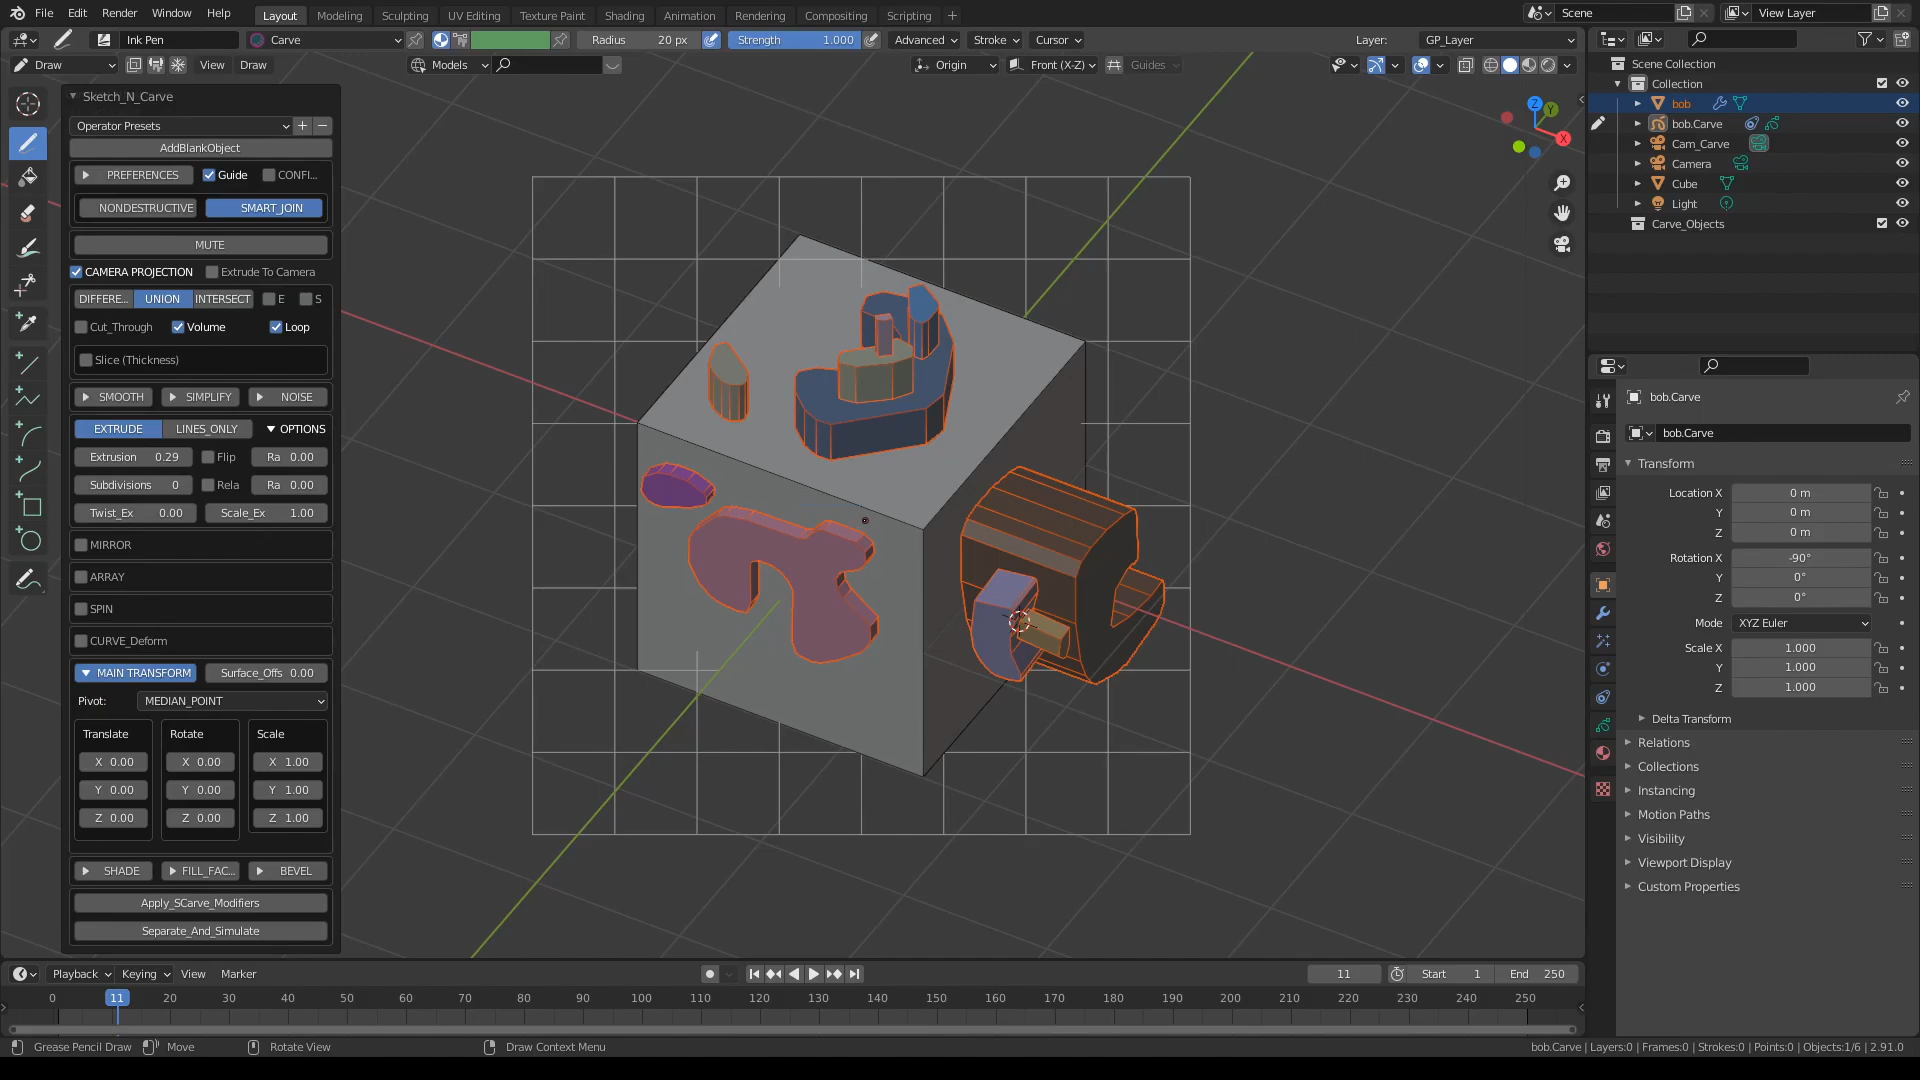 File Edit Render Window Help Layout Modeling Sculpting UV Editing Texture Paint Shading Animation Rendering Compositing Scripting + Scene View Layer
Ink Pen Carve Radius 20 px Strength 1.000 Advanced Stroke Cursor Layer: GP_Layer
Draw View Draw Models Origin Front (X-Z) Guides
Sketch_N_Carve
Operator Presets + −
AddBlankObject
PREFERENCES Guide CONFI...
NONDESTRUCTIVE SMART_JOIN
MUTE
CAMERA PROJECTION Extrude To Camera
DIFFERE... UNION INTERSECT E S
Cut_Through Volume Loop
Slice (Thickness)
SMOOTH SIMPLIFY NOISE
EXTRUDE LINES_ONLY OPTIONS
Extrusion 0.29 Flip Ra 0.00
Subdivisions 0 Rela Ra 0.00
Twist_Ex 0.00 Scale_Ex 1.00
MIRROR
ARRAY
SPIN
CURVE_Deform
MAIN TRANSFORM Surface_Offs 0.00
Pivot: MEDIAN_POINT
Translate Rotate Scale
X 0.00 X 0.00 X 1.00
Y 0.00 Y 0.00 Y 1.00
Z 0.00 Z 0.00 Z 1.00
SHADE FILL_FAC... BEVEL
Apply_SCarve_Modifiers
Separate_And_Simulate
Z Y
X
Scene Collection
Collection
bob
bob.Carve
Cam_Carve
Camera
Cube
Light
Carve_Objects
bob.Carve
bob.Carve
Transform
Location X 0 m
Y 0 m
Z 0 m
Rotation X -90°
Y 0°
Z 0°
Mode XYZ Euler
Scale X 1.000
Y 1.000
Z 1.000
Delta Transform
Relations
Collections
Instancing
Motion Paths
Visibility
Viewport Display
Custom Properties
Playback Keying View Marker 11 Start 1 End 250
0 11 20 30 40 50 60 70 80 90 100 110 120 130 140 150 160 170 180 190 200 210 220 230 240 250
Grease Pencil Draw Move Rotate View Draw Context Menu bob.Carve | Layers:0 | Frames:0 | Strokes:0 | Points:0 | Objects:1/6 | 2.91.0